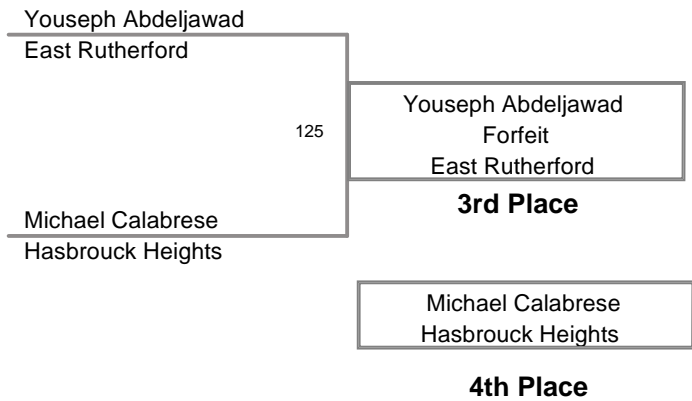 Youseph Abdeljawad
East Rutherford
125
Youseph Abdeljawad
Forfeit
East Rutherford
3rd Place
Michael Calabrese
Hasbrouck Heights
Michael Calabrese
Hasbrouck Heights
4th Place